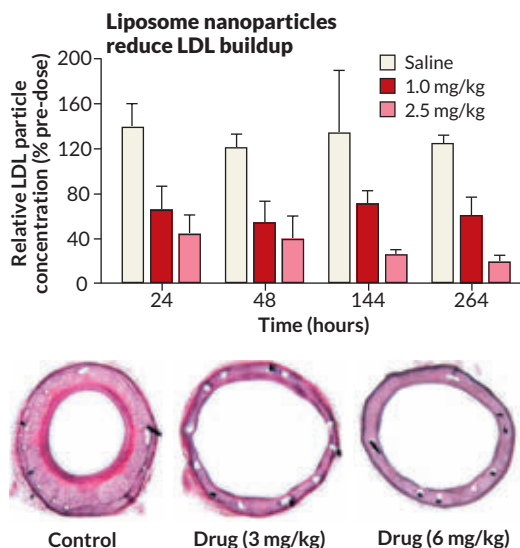 Liposome nanoparticles
reduce LDL buildup
Relative LDL particle
concentration (% pre-dose)
200
160
120
80
40
0
Saline
1.0 mg/kg
2.5 mg/kg
24 48 144 264
Time (hours)
Control Drug (3 mg/kg) Drug (6 mg/kg)